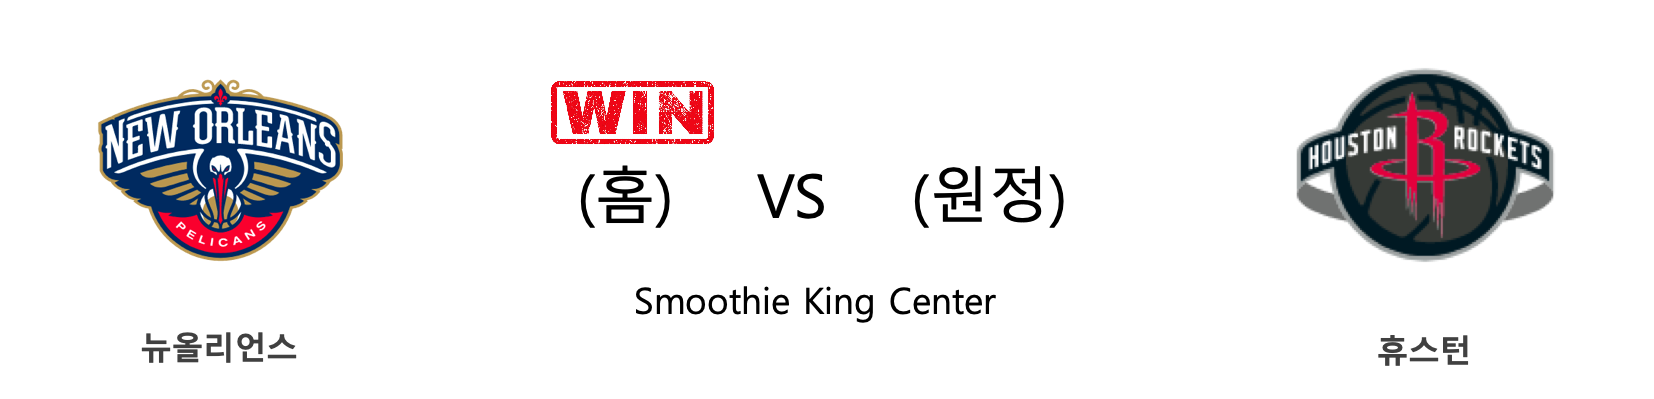 NEW ORLEANS
PELICANS
뉴올리언스
WIN
(홈) VS (원정)
Smoothie King Center
HOUSTON R ROCKETS
휴스턴